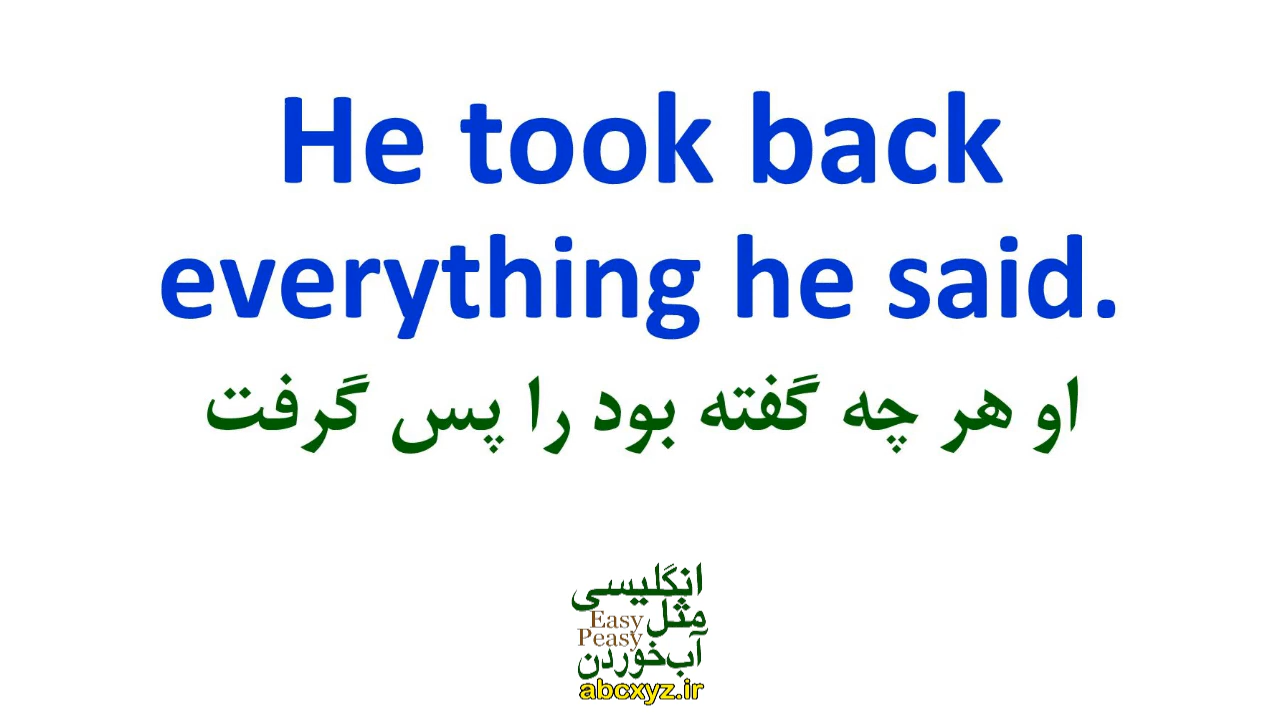 He took back
everything he said.
او هر چه گفته بود را پس گرفت
انگلیسی
مثل
Easy
Peasy
آب‌خوردن
abcxyz.ir